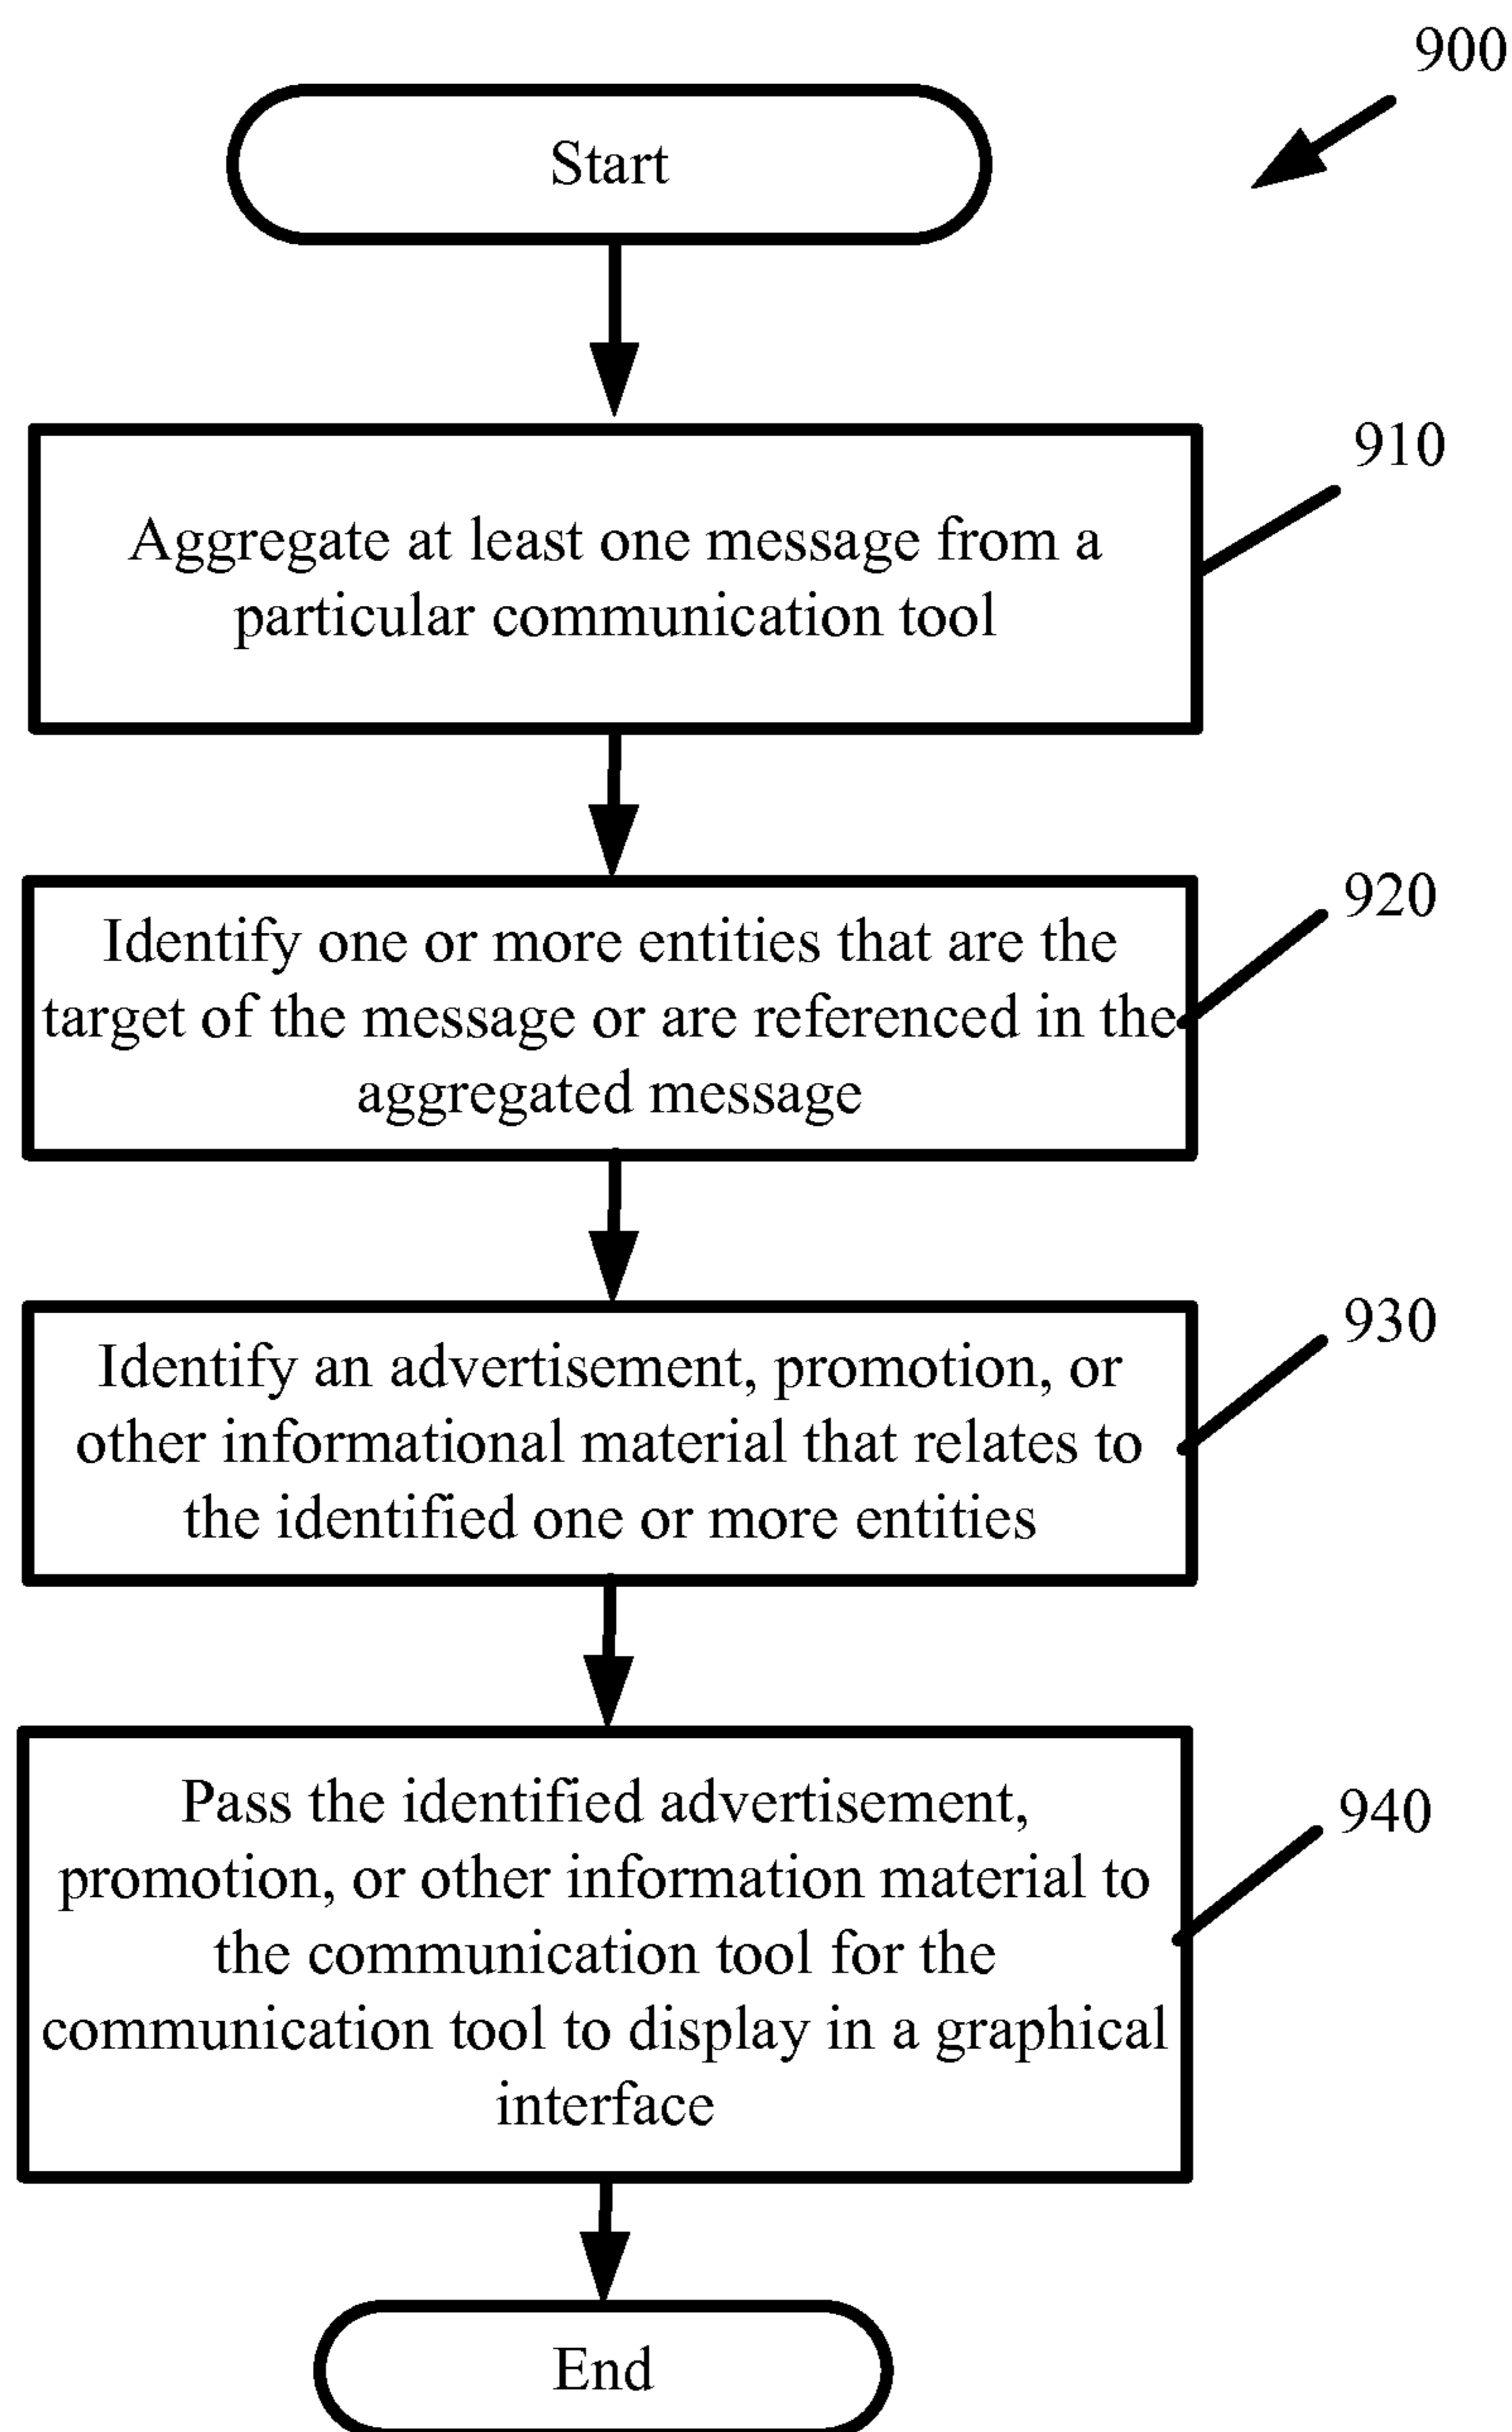 900
Start
910
Aggregate at least one message from a
particular communication tool
920
Identify one or more entities that are the
target of the message or are referenced in the
aggregated message
930
Identify an advertisement, promotion, or
other informational material that relates to
the identified one or more entities
940
Pass the identified advertisement,
promotion, or other information material to
the communication tool for the
communication tool to display in a graphical
interface
End